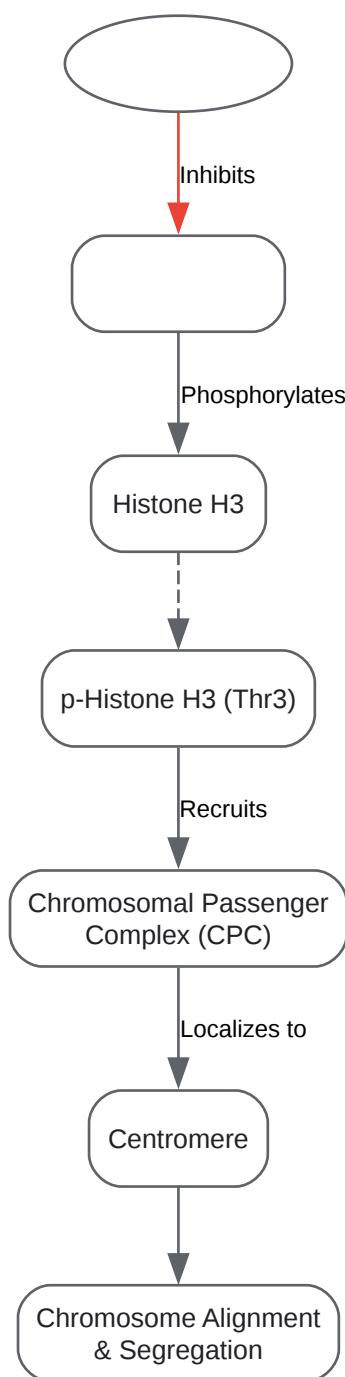 Inhibits
Phosphorylates
Histone H3
p-Histone H3 (Thr3)
Recruits
Chromosomal Passenger
Complex (CPC)
Localizes to
Centromere
Chromosome Alignment
& Segregation